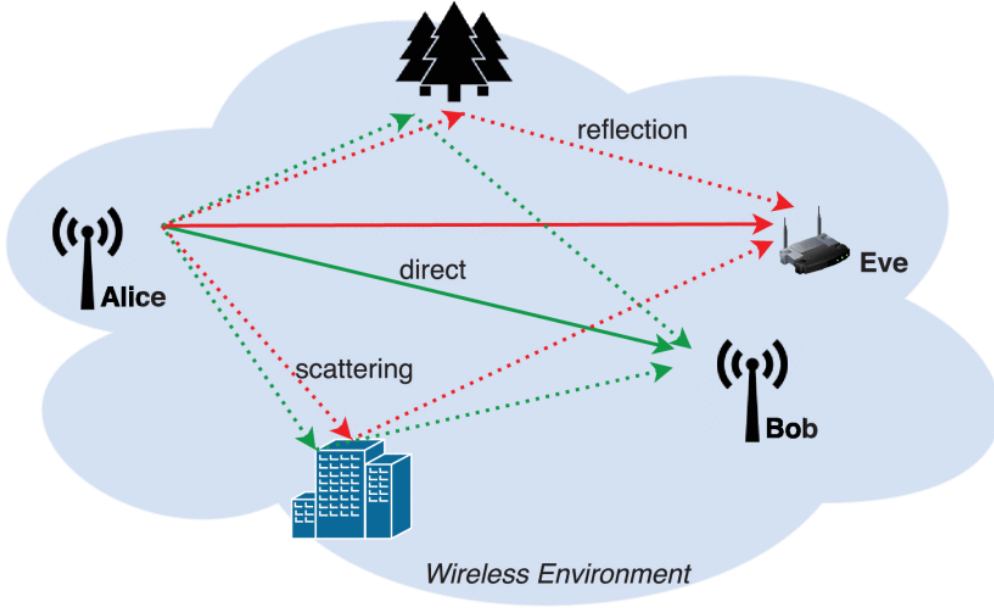 reflection
Eve
Alice
direct
scattering
Bob
Wireless Environment